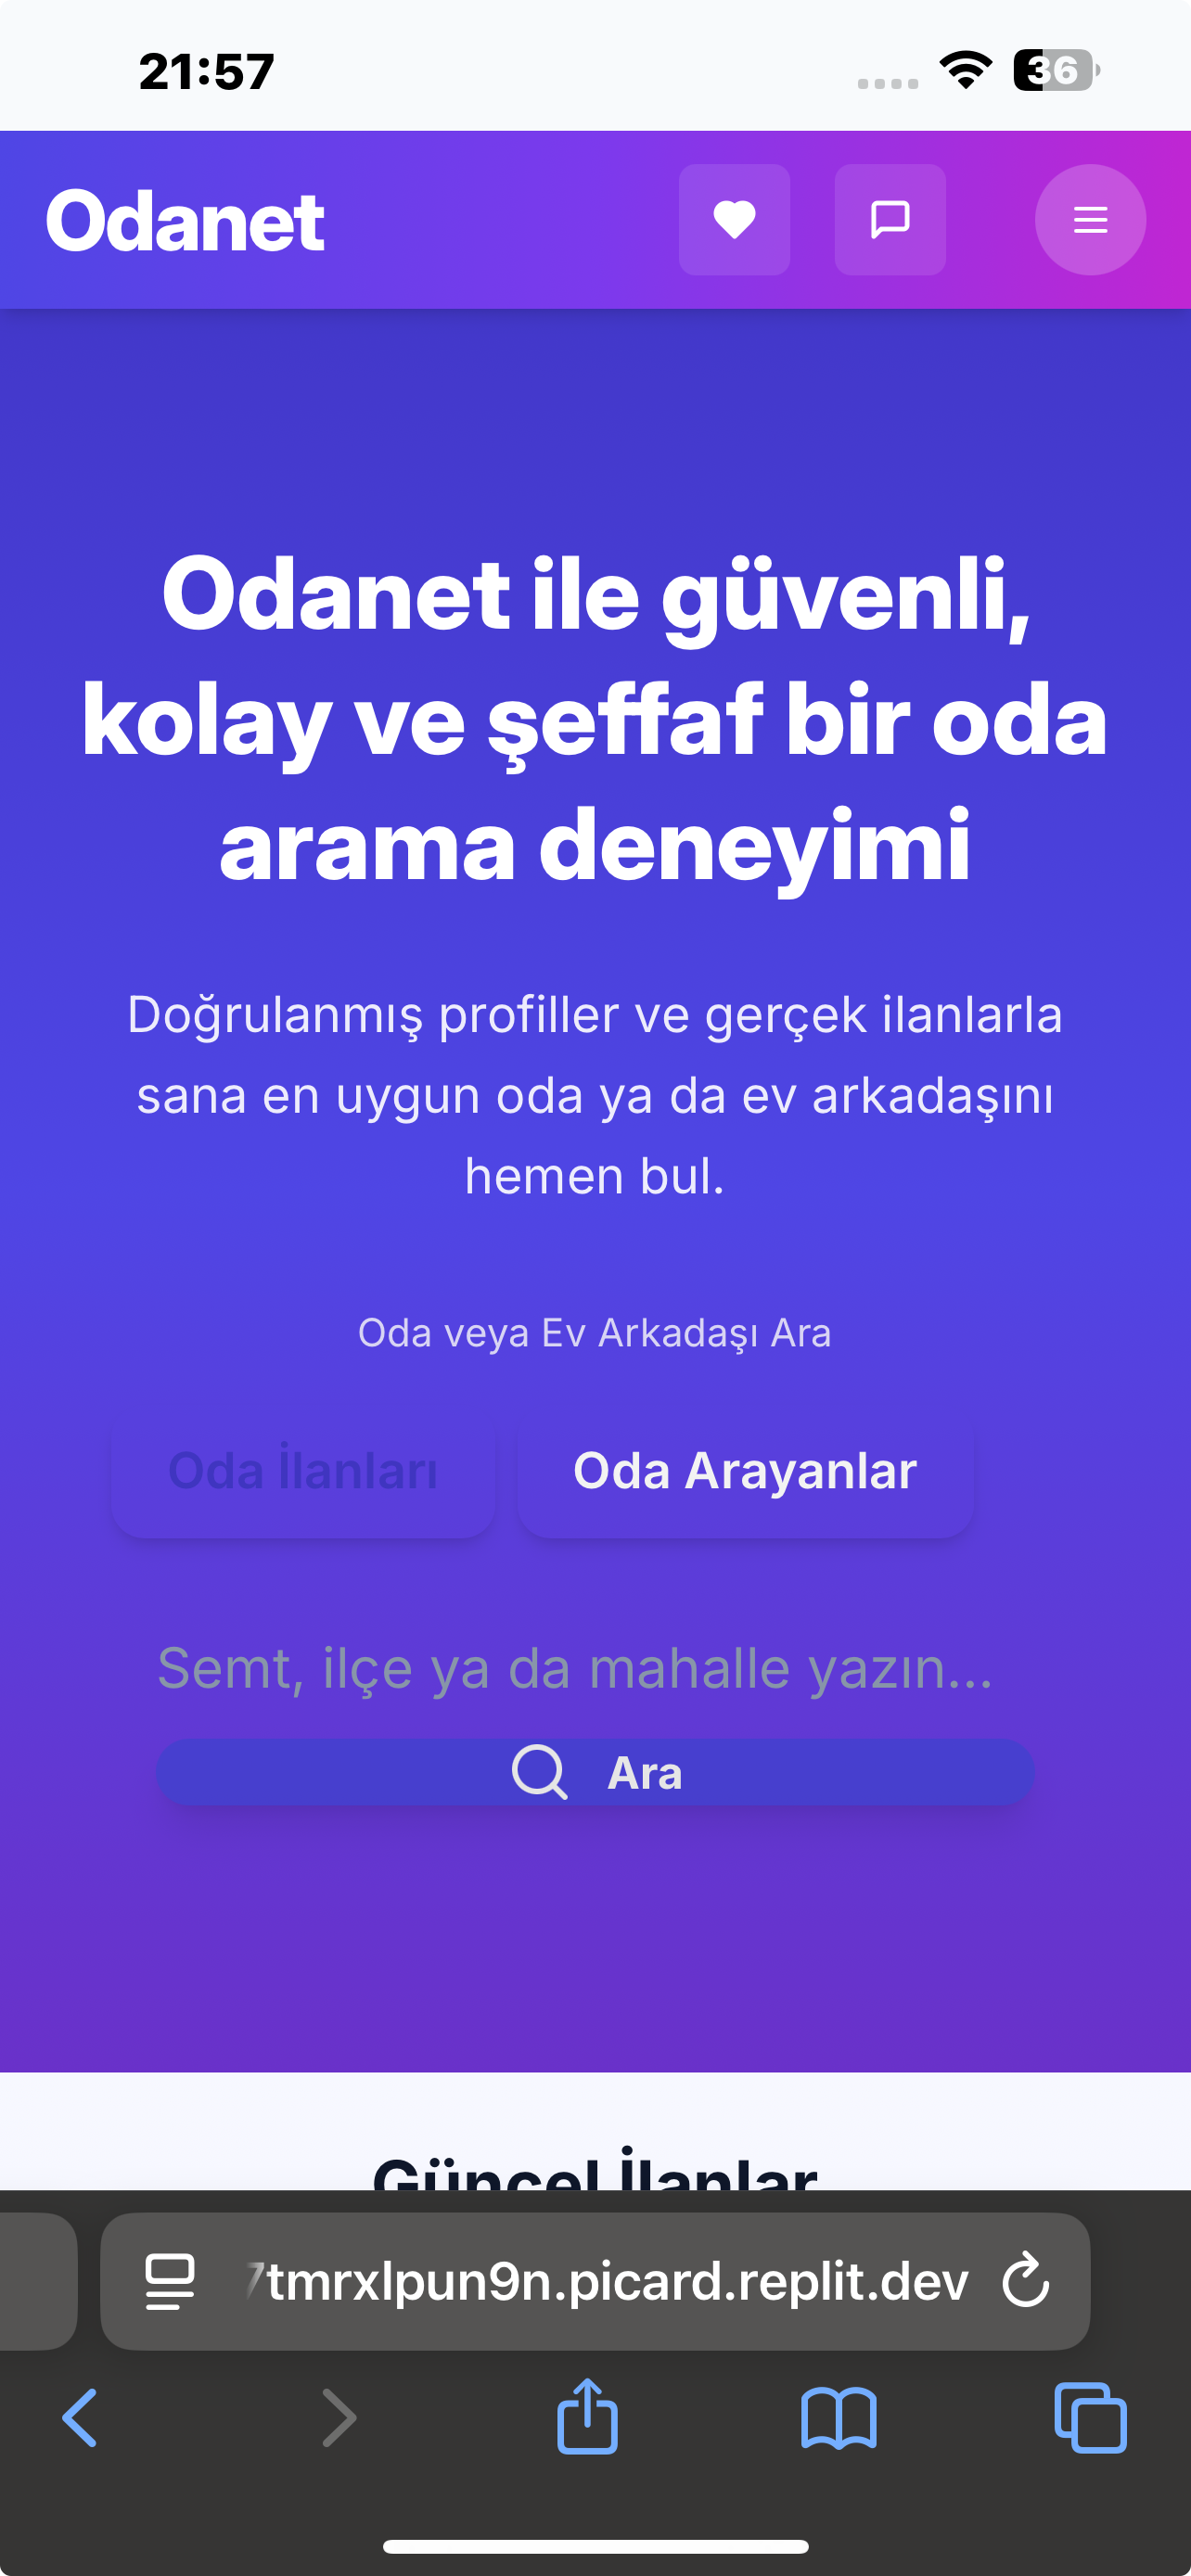 21:57
36
Odanet
Odanet ile güvenli,
kolay ve şeffaf bir oda
arama deneyimi
Doğrulanmış profiller ve gerçek ilanlarla
sana en uygun oda ya da ev arkadaşını
hemen bul.
Oda veya Ev Arkadaşı Ara
Oda İlanları
Oda Arayanlar
Semt, ilçe ya da mahalle yazın...
Ara
Güncel İlanlar
7tmrxlpun9n.picard.replit.dev